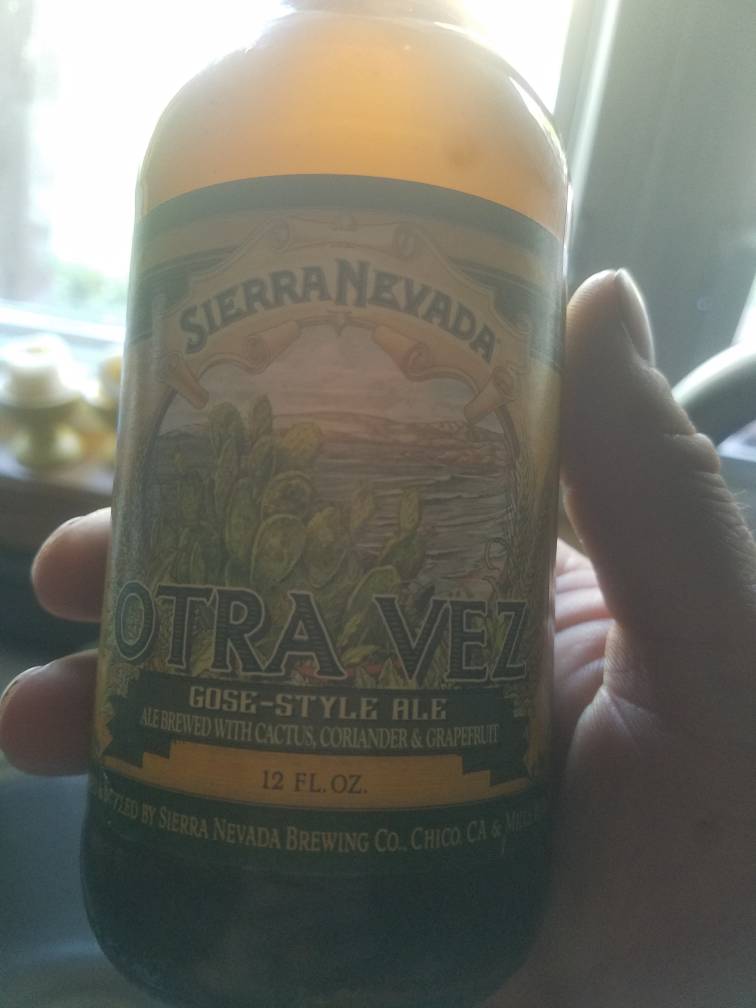 SIERRA NEVADA
OTRA VEZ
GOSE-STYLE ALE
ALE BREWED WITH CACTUS, CORIANDER & GRAPEFRUIT
12 FL. OZ.
BY SIERRA NEVADA BREWING CO., CHICO, CA &